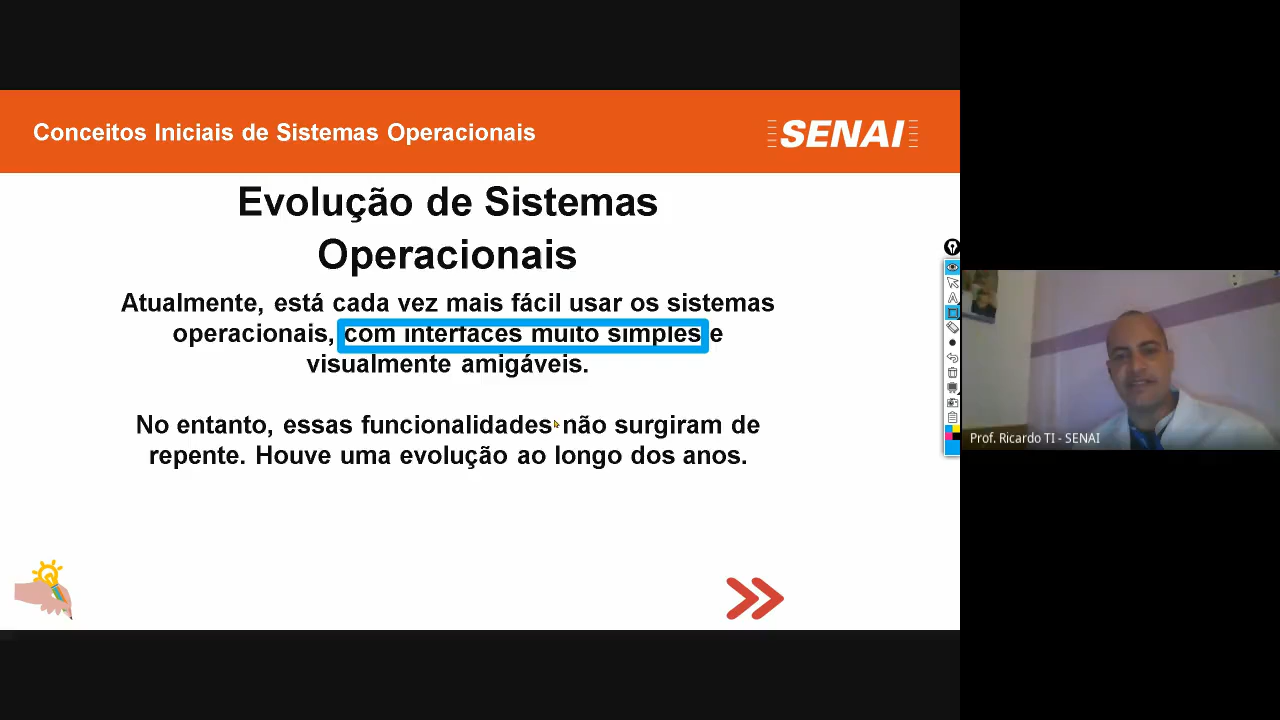 Conceitos Iniciais de Sistemas Operacionais
SENAI
Evolução de Sistemas
Operacionais
Atualmente, está cada vez mais fácil usar os sistemas
operacionais, com interfaces muito simples e
visualmente amigáveis.
No entanto, essas funcionalidades não surgiram de
repente. Houve uma evolução ao longo dos anos.
Prof. Ricardo TI - SENAI